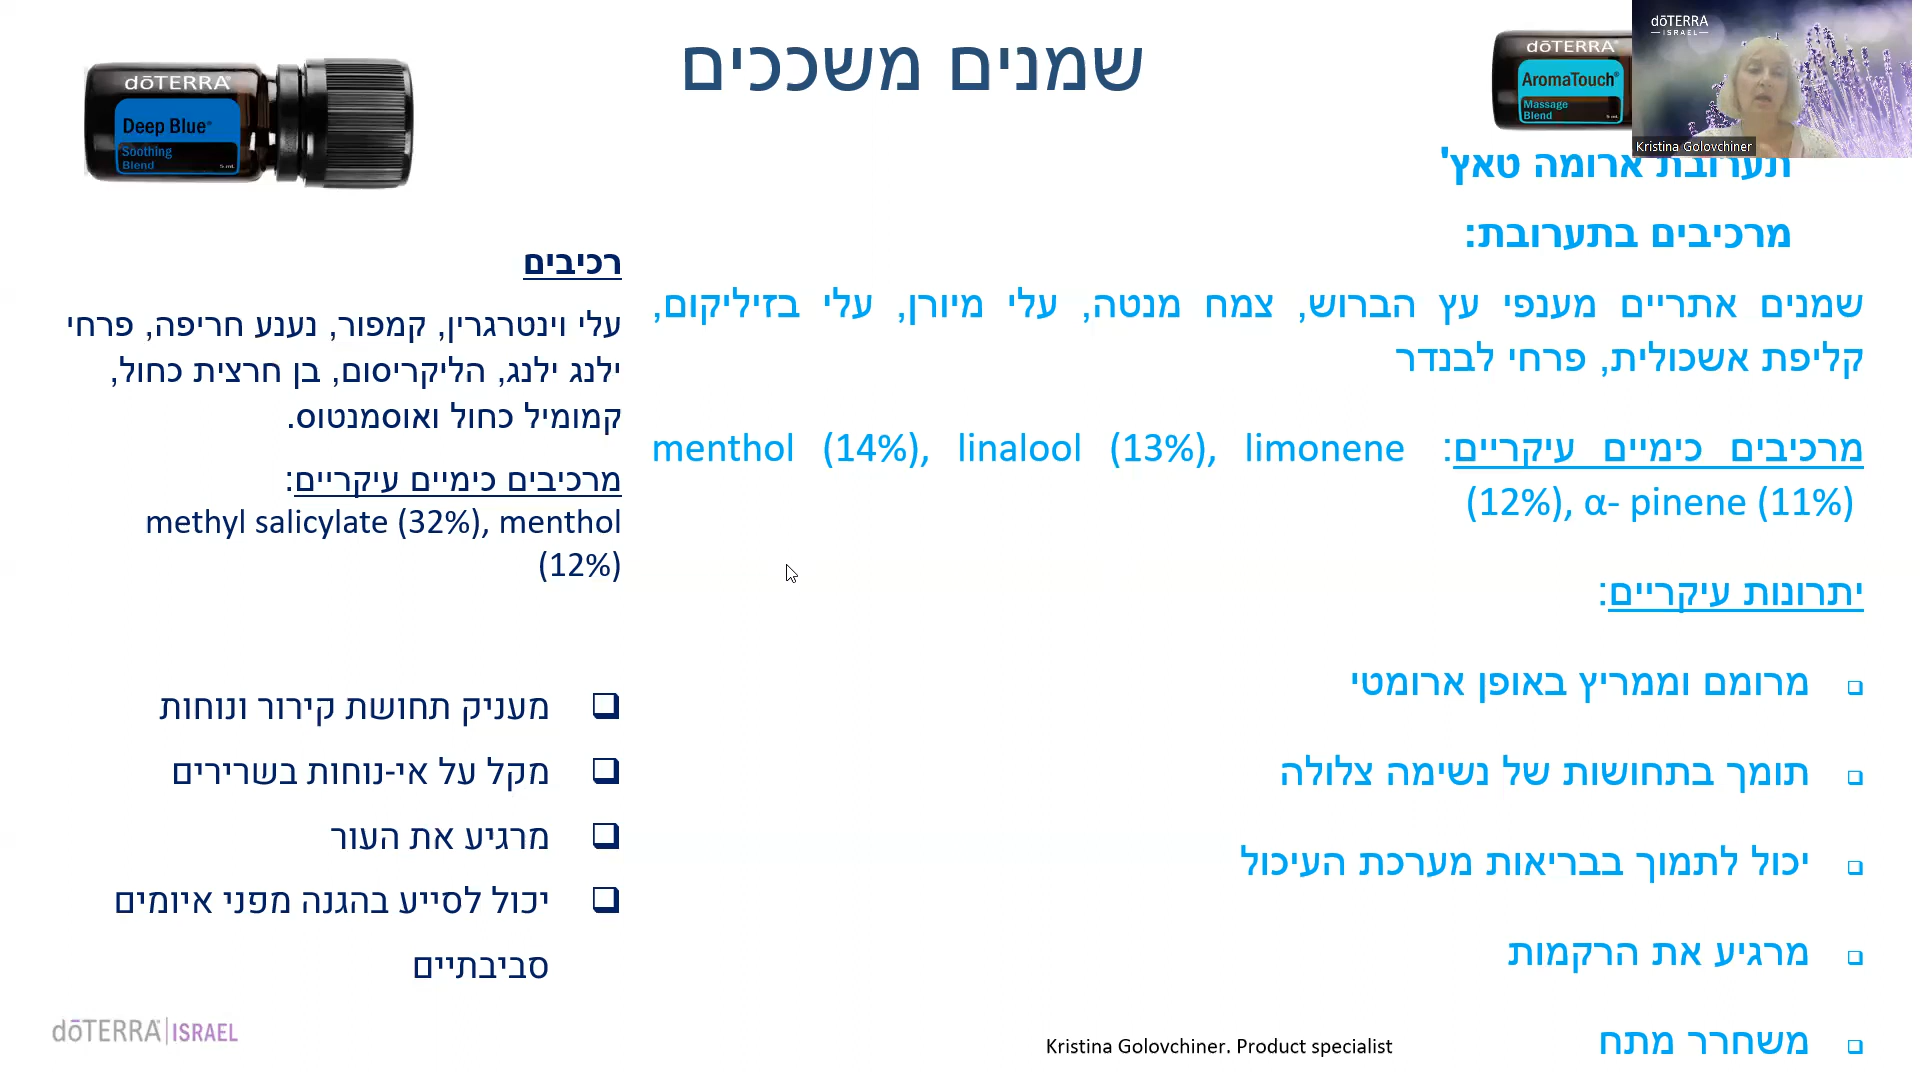 שמנים משככים
dōTERRA
Deep Blue®
Soothing
Blend
5 mL
dōTERRA
AromaTouch®
Massage
Blend
5 mL
dōTERRA
ISRAEL
Kristina Golovchiner
תערובת ארומה טאץ'
מרכיבים בתערובת:
שמנים אתריים מענפי עץ הברוש, צמח מנטה, עלי מיורן, עלי בזיליקום,
קליפת אשכולית, פרחי לבנדר
מרכיבים כימיים עיקריים: menthol (14%), linalool (13%), limonene
(12%), α- pinene (11%)
יתרונות עיקריים:
מרומם וממריץ באופן ארומטי
תומך בתחושות של נשימה צלולה
יכול לתמוך בבריאות מערכת העיכול
מרגיע את הרקמות
משחרר מתח
רכיבים
עלי וינטרגרין, קמפור, נענע חריפה, פרחי
ילנג ילנג, הליקריסום, בן חרצית כחול,
קמומיל כחול ואוסמנטוס.
מרכיבים כימיים עיקריים:
methyl salicylate (32%), menthol
(12%)
מעניק תחושת קירור ונוחות
מקל על אי-נוחות בשרירים
מרגיע את העור
יכול לסייע בהגנה מפני איומים
סביבתיים
dōTERRA ISRAEL
Kristina Golovchiner. Product specialist